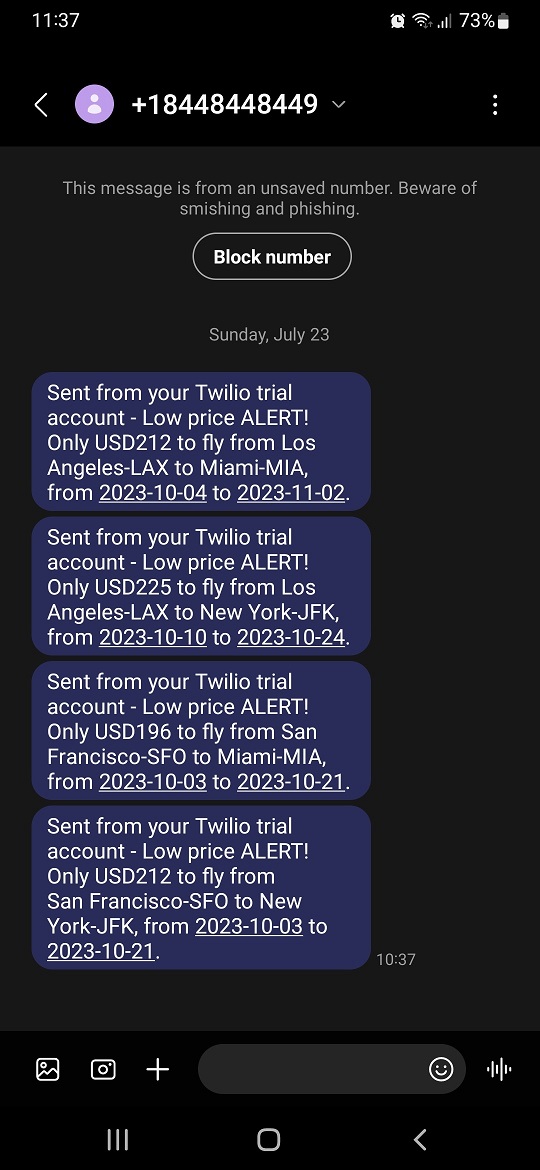 11:37
73%
+18448448449
This message is from an unsaved number. Beware of
smishing and phishing.
Block number
Sunday, July 23
Sent from your Twilio trial
account - Low price ALERT!
Only USD212 to fly from Los
Angeles-LAX to Miami-MIA,
from 2023-10-04 to 2023-11-02.
Sent from your Twilio trial
account - Low price ALERT!
Only USD225 to fly from Los
Angeles-LAX to New York-JFK,
from 2023-10-10 to 2023-10-24.
Sent from your Twilio trial
account - Low price ALERT!
Only USD196 to fly from San
Francisco-SFO to Miami-MIA,
from 2023-10-03 to 2023-10-21.
Sent from your Twilio trial
account - Low price ALERT!
Only USD212 to fly from
San Francisco-SFO to New
York-JFK, from 2023-10-03 to
2023-10-21.
10:37